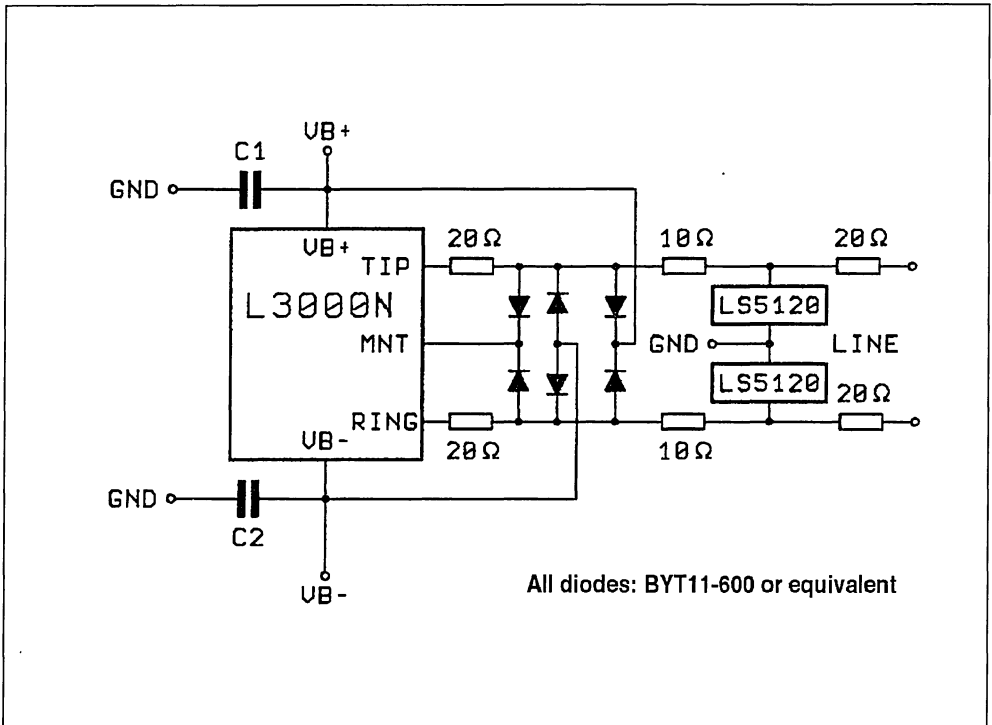 VB+
C1
GND
VB+
20Ω
10Ω
20Ω
TIP
L3000N
LS5120
MNT
GND
LINE
LS5120
20Ω
RING
VB-
20Ω
10Ω
GND
C2
VB-
All diodes: BYT11-600 or equivalent